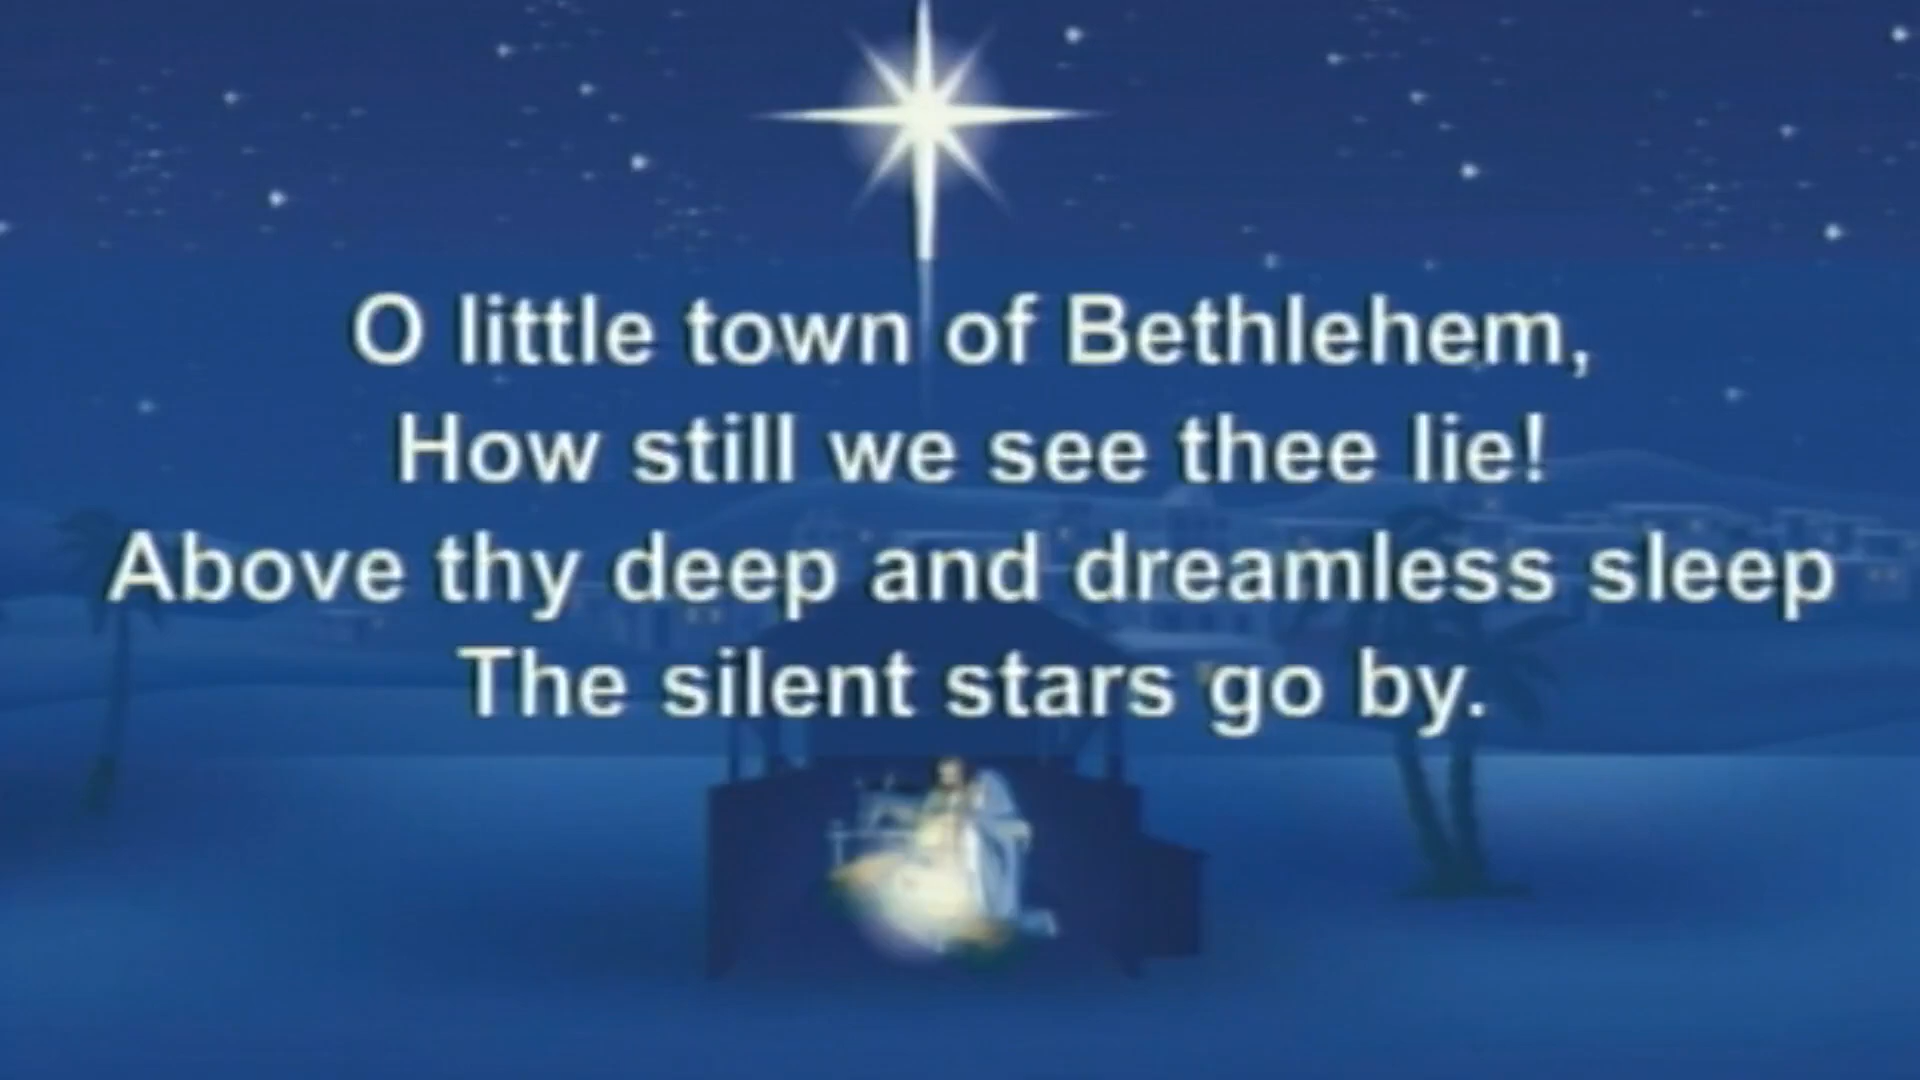 O little town of Bethlehem,
How still we see thee lie!
Above thy deep and dreamless sleep
The silent stars go by.